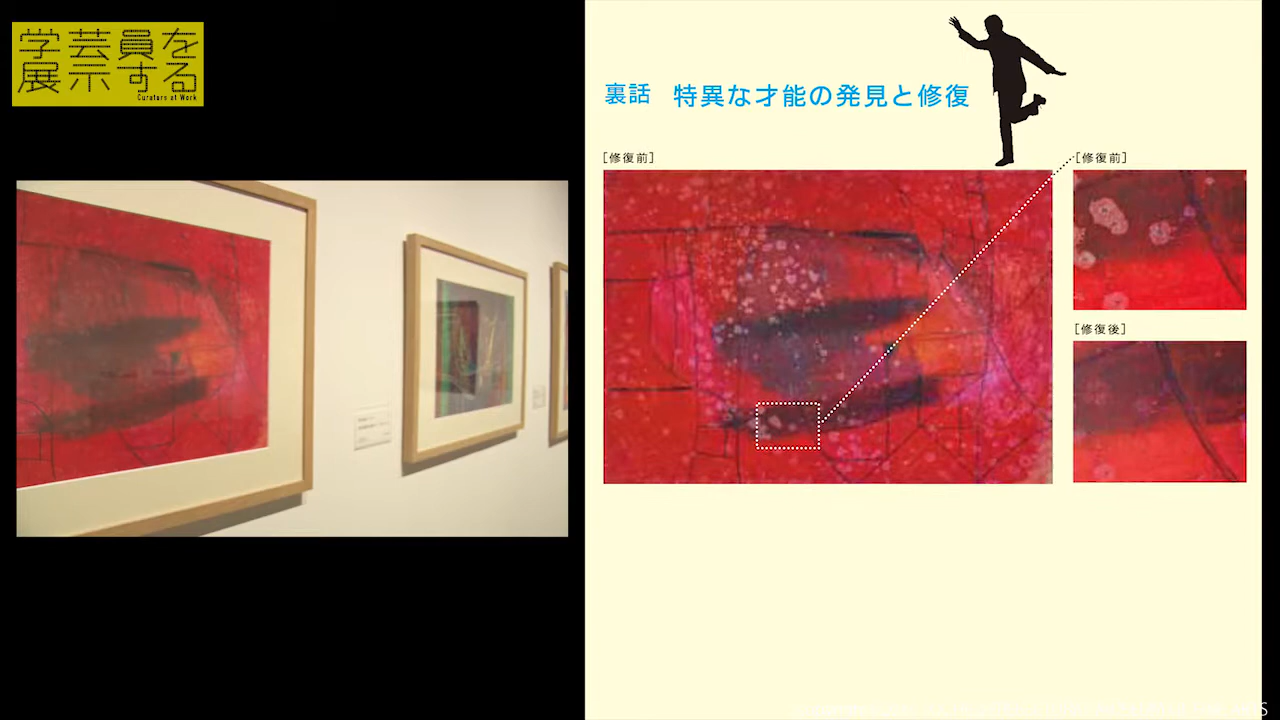 学芸員を
展示する
Curators at Work
裏話 特異な才能の発見と修復
[修復前]
[修復前]
[修復後]